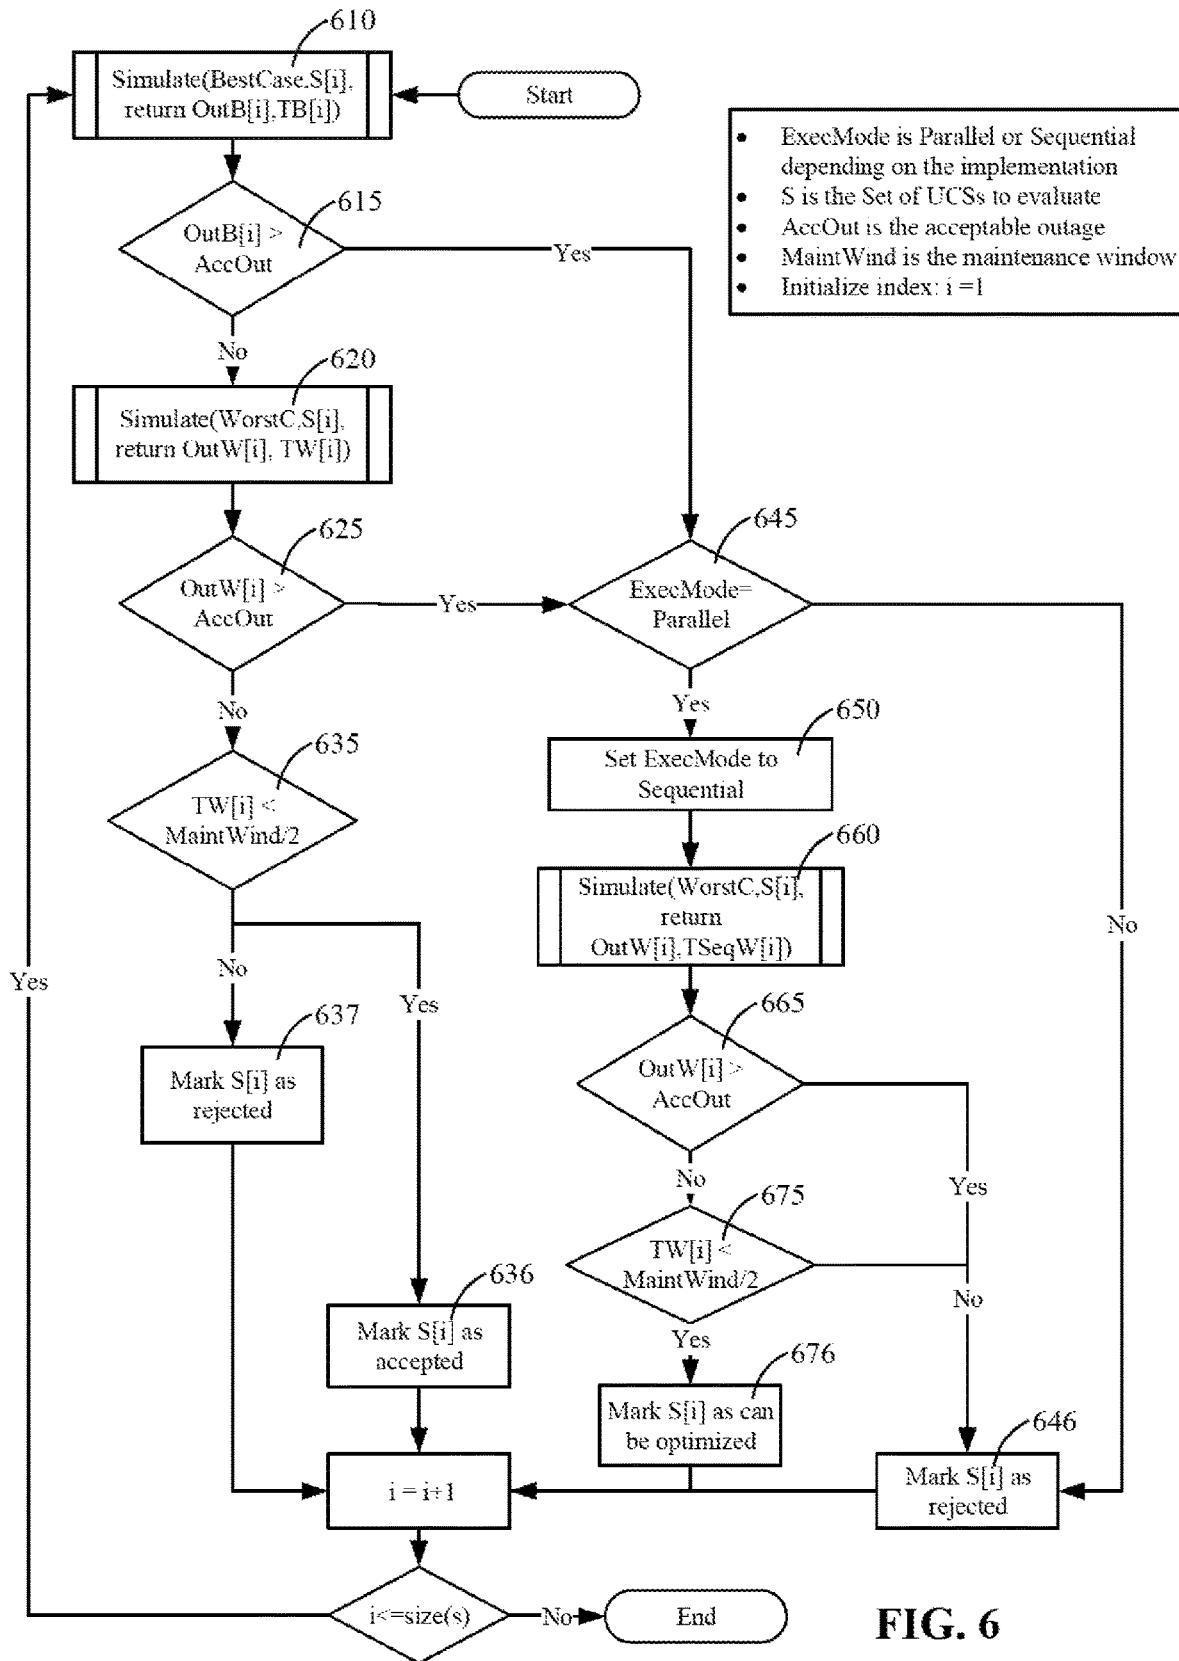 610
Simulate(BestCase.S[i],
return OutB[i],TB[i])
Start
• ExecMode is Parallel or Sequential
depending on the implementation
• S is the Set of UCSs to evaluate
• AccOut is the acceptable outage
• MaintWind is the maintenance window
• Initialize index: i =1
615
OutB[i] >
AccOut
Yes
No
620
Simulate(WorstC,S[i],
return OutW[i], TW[i])
625
OutW[i] >
AccOut
Yes
645
ExecMode=
Parallel
No
Yes
635
TW[i] <
MaintWind/2
650
Set ExecMode to
Sequential
660
Simulate(WorstC,S[i],
return
OutW[i],TSeqW[i])
No
Yes
No
Yes
637
Mark S[i] as
rejected
665
OutW[i] >
AccOut
No
Yes
675
TW[i] <
MaintWind/2
No
636
Mark S[i] as
accepted
Yes
676
Mark S[i] as can
be optimized
646
Mark S[i] as
rejected
i = i+1
i<=size(s)
No
End
FIG. 6